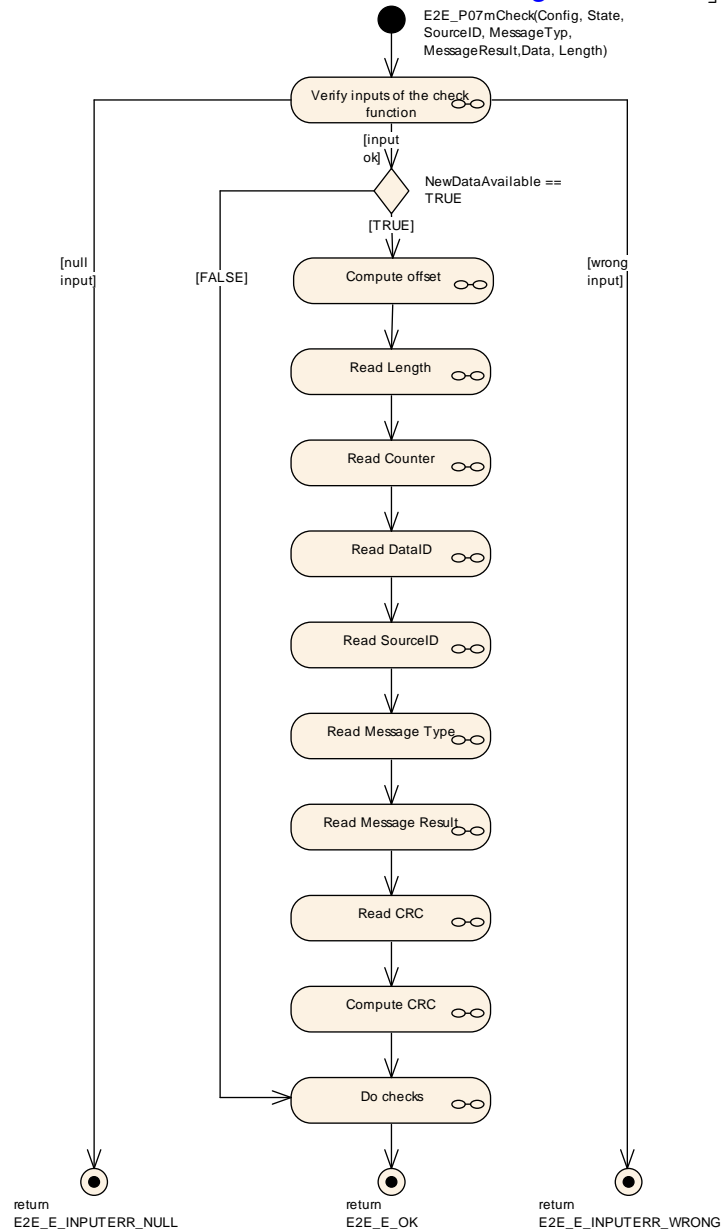 E2E_P07mCheck(Config, State,
SourceID, MessageTyp,
MessageResult,Data, Length)
Verify inputs of the check
function
[input
ok]
NewDataAvailable ==
TRUE
[TRUE]
[null
input]
[FALSE]
[wrong
input]
Compute offset
Read Length
Read Counter
Read DataID
Read SourceID
Read Message Type
Read Message Result
Read CRC
Compute CRC
Do checks
return
E2E_E_INPUTERR_NULL
return
E2E_E_OK
return
E2E_E_INPUTERR_WRONG